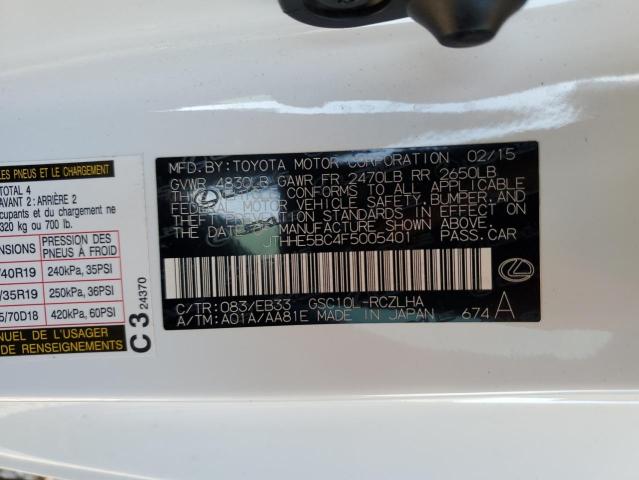 LES PNEUS ET LE CHARGEMENT
TOTAL 4
AVANT 2: ARRIÈRE 2
cupants et du chargement ne
320 kg ou 700 lb.
ENSIONS PRESSION DES PNEUS À FROID
/40R19 240kPa, 35PSI
/35R19 250kPa, 36PSI
5/70D18 420kPa, 60PSI
NUEL DE L'USAGER
DE RENSEIGNEMENTS
C 3 24370
MFD. BY: TOYOTA MOTOR CORPORATION 02/15
GVWR 4830LB GAWR FR 2470LB RR 2650LB
THIS CONFORMS TO ALL APPLICABLE
FEDERAL MOTOR VEHICLE SAFETY, BUMPER,
AND THEFT PREVENTION STANDARDS IN EFFECT ON
THE DATE OF MANUFACTURE SHOWN ABOVE.
JTHHE5BC4F5005401 PASS.CAR
C/TR: 083/EB33 GSC10L-RCZLHA
A/TM: A01A/AA81E MADE IN JAPAN 674 A